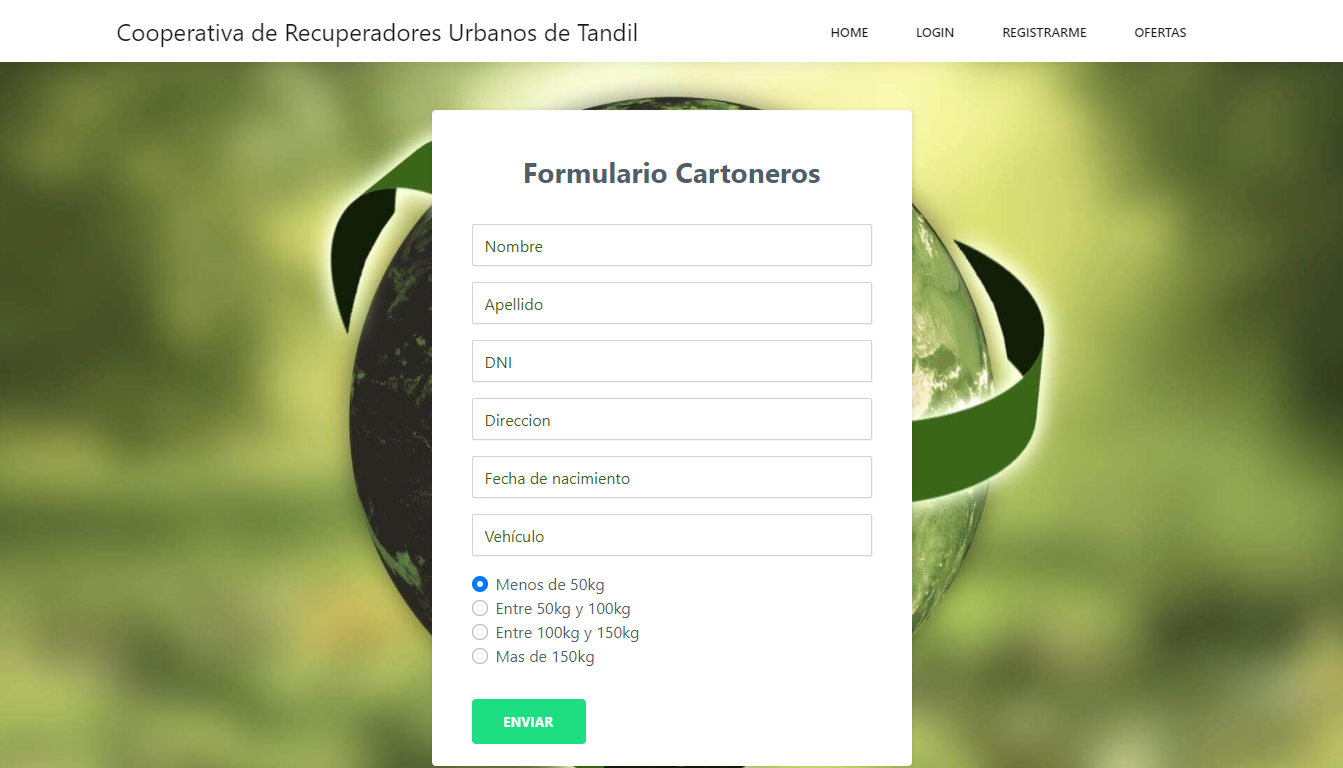 Cooperativa de Recuperadores Urbanos de Tandil
HOME
LOGIN
REGISTRARME
OFERTAS
Formulario Cartoneros
Nombre
Apellido
DNI
Direccion
Fecha de nacimiento
Vehículo
Menos de 50kg
Entre 50kg y 100kg
Entre 100kg y 150kg
Mas de 150kg
ENVIAR